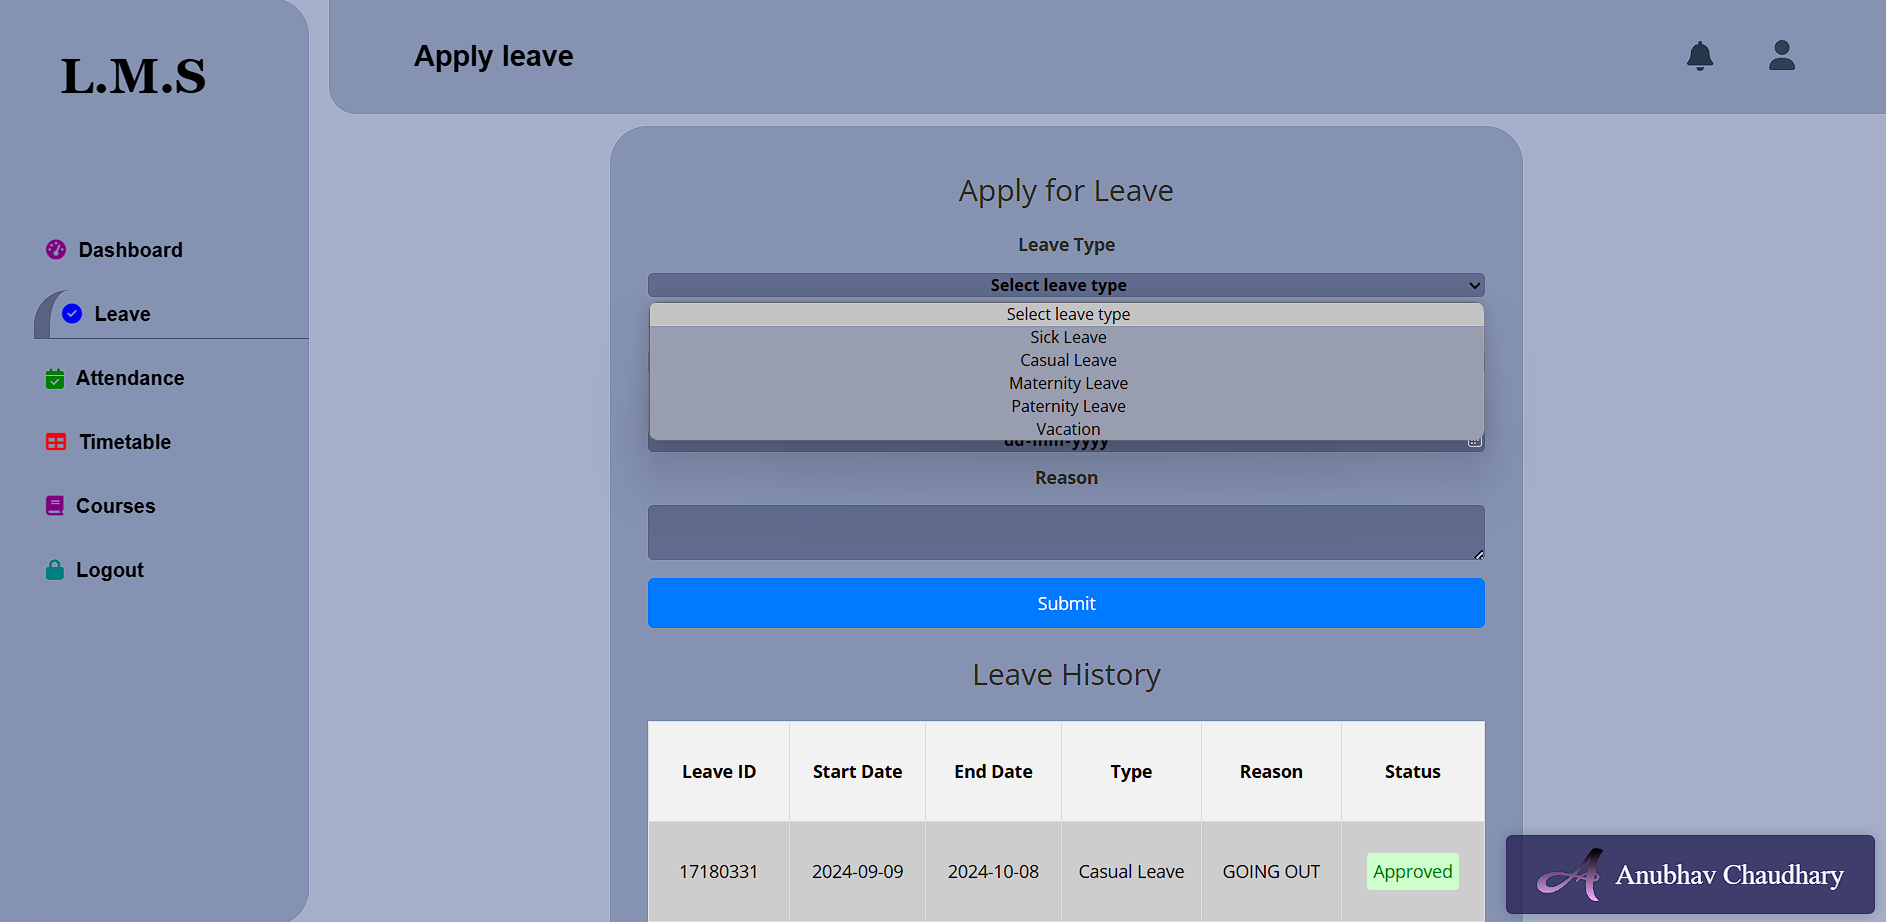 L.M.S
Apply leave
Dashboard
Leave
Attendance
Timetable
Courses
Logout
Apply for Leave
Leave Type
Select leave type
Select leave type
Sick Leave
Casual Leave
Maternity Leave
Paternity Leave
Vacation
dd-mm-yyyy
Reason
Submit
Leave History
Leave ID Start Date End Date Type Reason Status
17180331 2024-09-09 2024-10-08 Casual Leave GOING OUT Approved
Anubhav Chaudhary